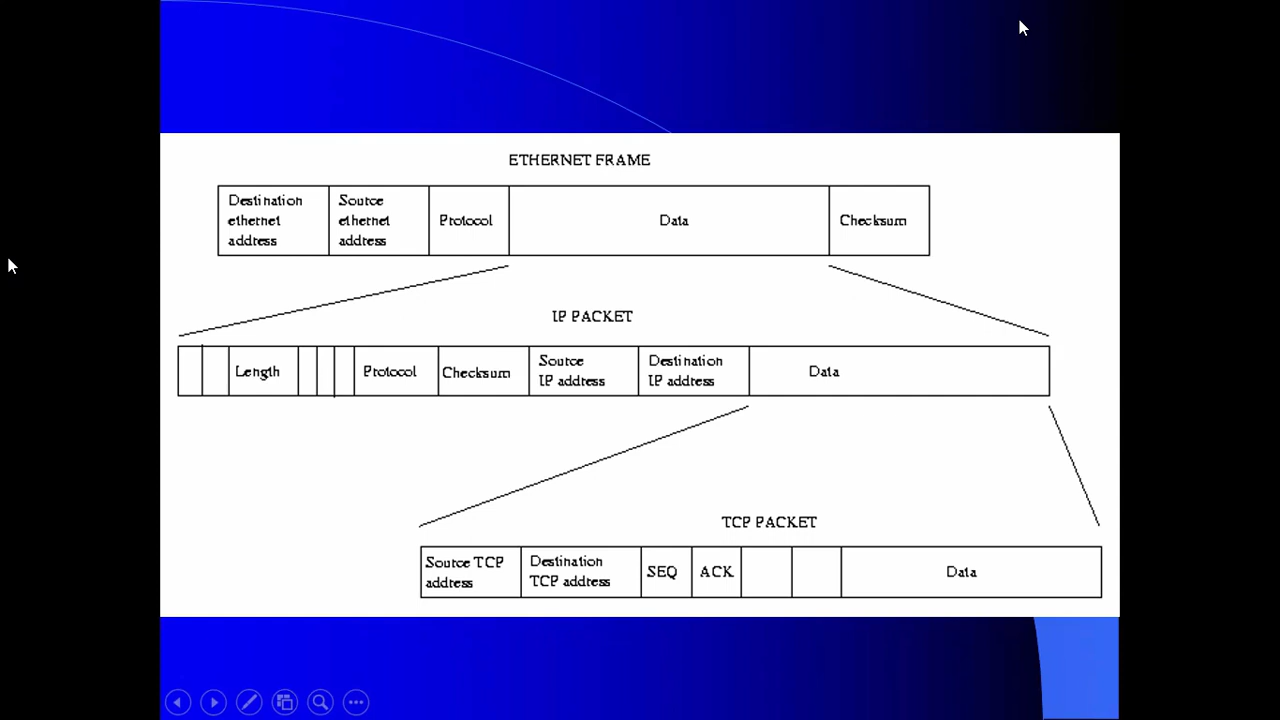 ETHERNET FRAME
Destination
ethernet
address
Source
ethernet
address
Protocol
Data
Checksum
IP PACKET
Length
Protocol
Checksum
Source
IP address
Destination
IP address
Data
TCP PACKET
Source TCP
address
Destination
TCP address
SEQ
ACK
Data